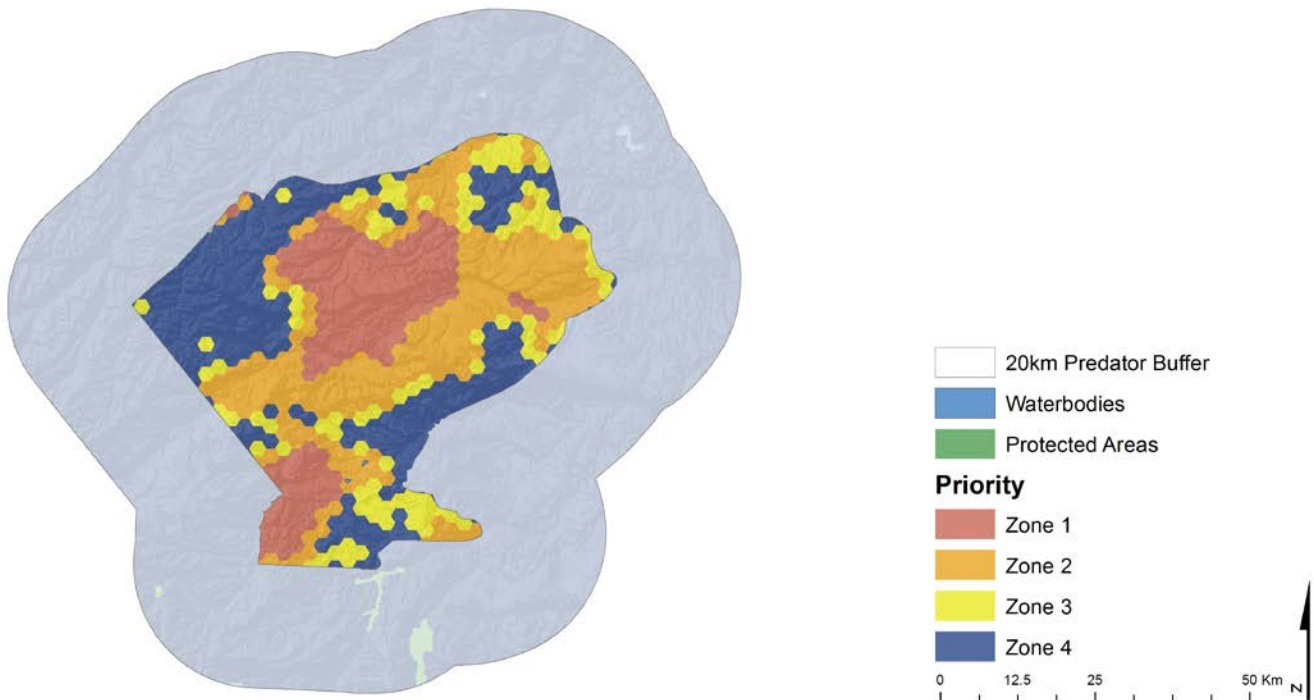 20km Predator Buffer
Waterbodies
Protected Areas
Priority
Zone 1
Zone 2
Zone 3
Zone 4
0 12.5 25 50 Km
N